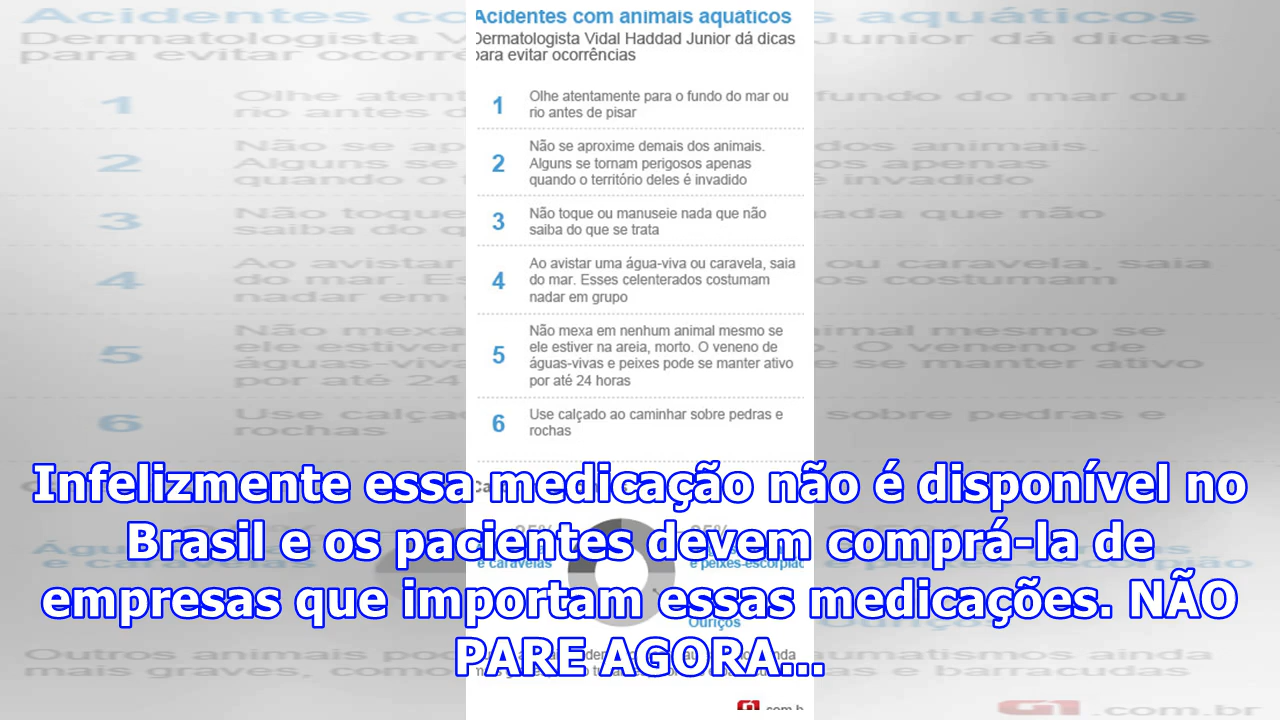 Acidentes com animais aquáticos
Dermatologista Vidal Haddad Junior dá dicas
para evitar ocorrências
1
Olhe atentamente para o fundo do mar ou
rio antes de pisar
2
Não se aproxime demais dos animais.
Alguns se tornam perigosos apenas
quando o território deles é invadido
3
Não toque ou manuseie nada que não
saiba do que se trata
4
Ao avistar uma água-viva ou caravela, saia
do mar. Esses celenterados costumam
nadar em grupo
5
Não mexa em nenhum animal mesmo se
ele estiver na areia, morto. O veneno de
águas-vivas e peixes pode se manter ativo
por até 24 horas
6
Use calçado ao caminhar sobre pedras e
rochas
Infelizmente essa medicação não é disponível no
Brasil e os pacientes devem comprá-la de
empresas que importam essas medicações. NÃO
PARE AGORA...
e caravelas
e peixes-escorpião
Ouriços
G1.com.b